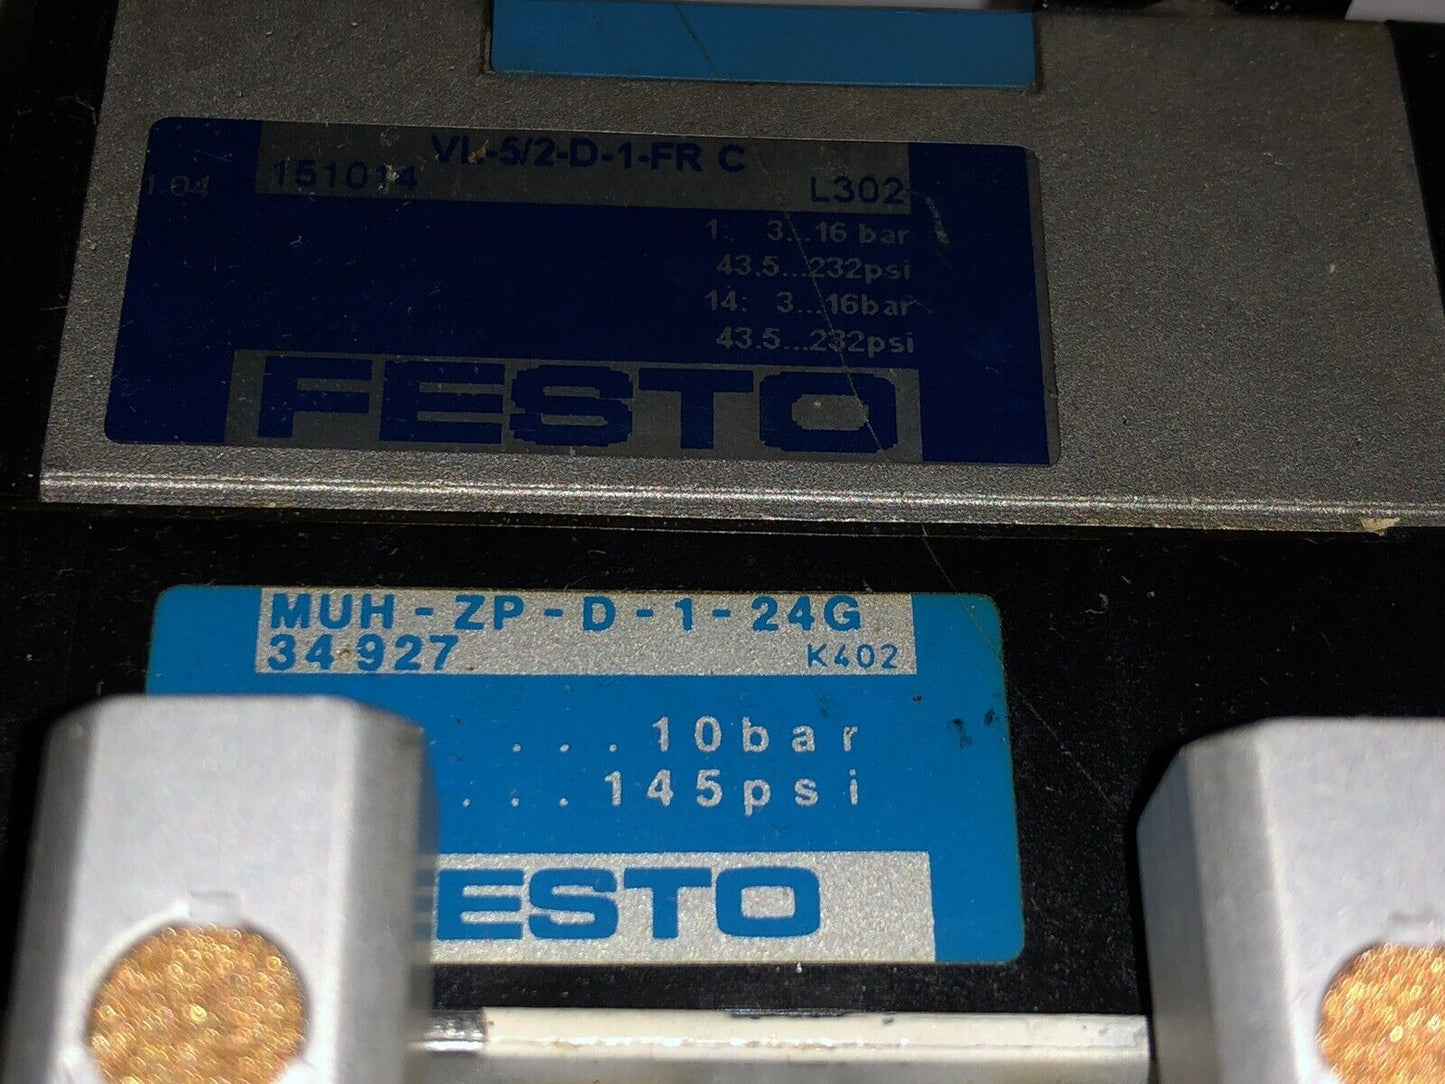 VL-5/2-D-1-FR C
1.04 151014 L302
1: 3...16 bar
43.5...232psi
14: 3...16bar
43.5...232psi
FESTO
MUH-ZP-D-1-24G
34 927 K402
...10bar
...145psi
ESTO